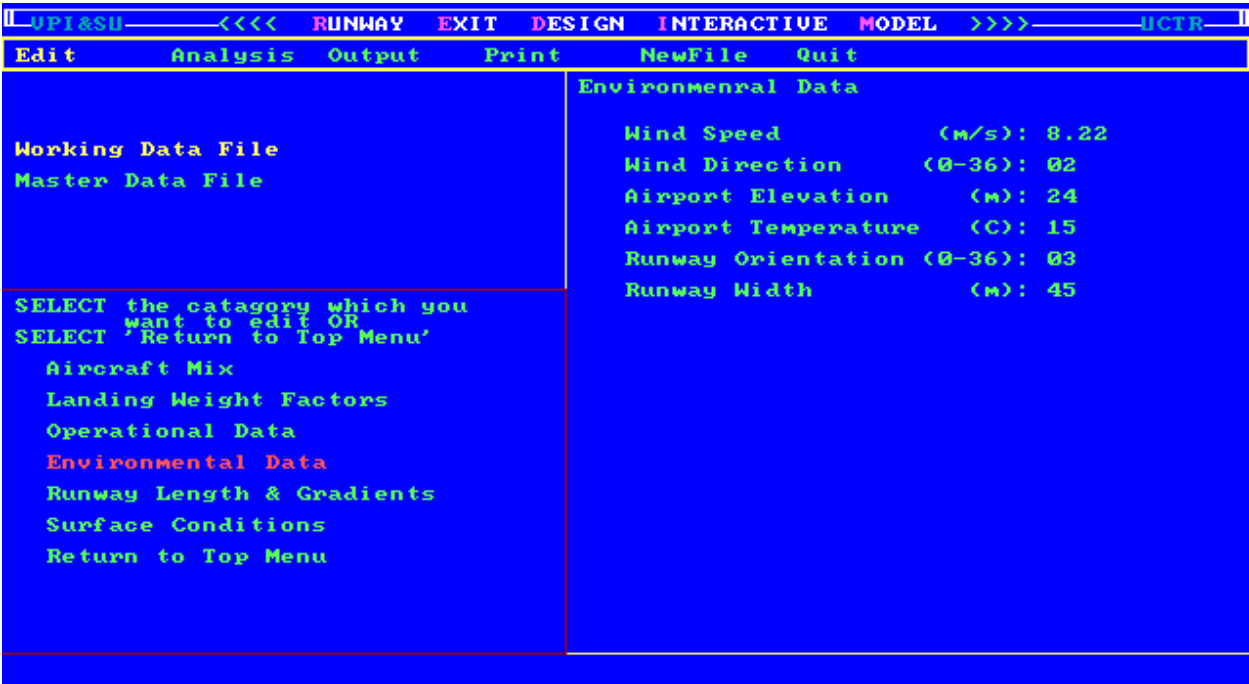 VPI&SU <<<< RUNWAY EXIT DESIGN INTERACTIVE MODEL >>>> UCTR
Edit Analysis Output Print NewFile Quit
Working Data File
Master Data File
SELECT the catagory which you
want to edit OR
SELECT 'Return to Top Menu'
Aircraft Mix
Landing Weight Factors
Operational Data
Environmental Data
Runway Length & Gradients
Surface Conditions
Return to Top Menu
Environmenral Data
Wind Speed (m/s): 8.22
Wind Direction (0-36): 02
Airport Elevation (m): 24
Airport Temperature (C): 15
Runway Orientation (0-36): 03
Runway Width (m): 45